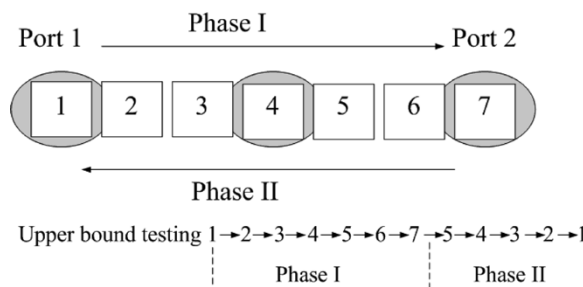 Phase I
Port 1 Port 2
1 2 3 4 5 6 7
Phase II
Upper bound testing 1→2→3→4→5→6→7→5→4→3→2→1
Phase I Phase II